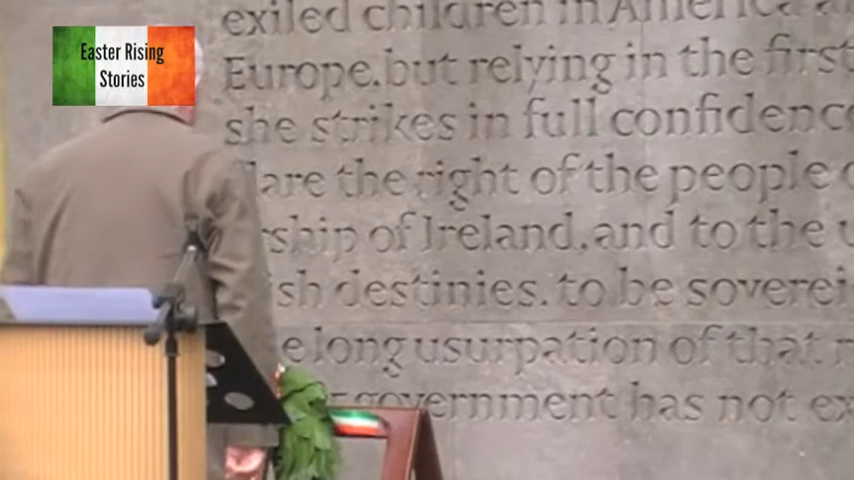 Easter Rising
Stories
exiled children in America
Europe, but relying in the first
she strikes in full confidence
lare the right of the people
rship of Ireland, and to the u
sh destinies, to be soverei
e long usurpation of that r
government has not ex